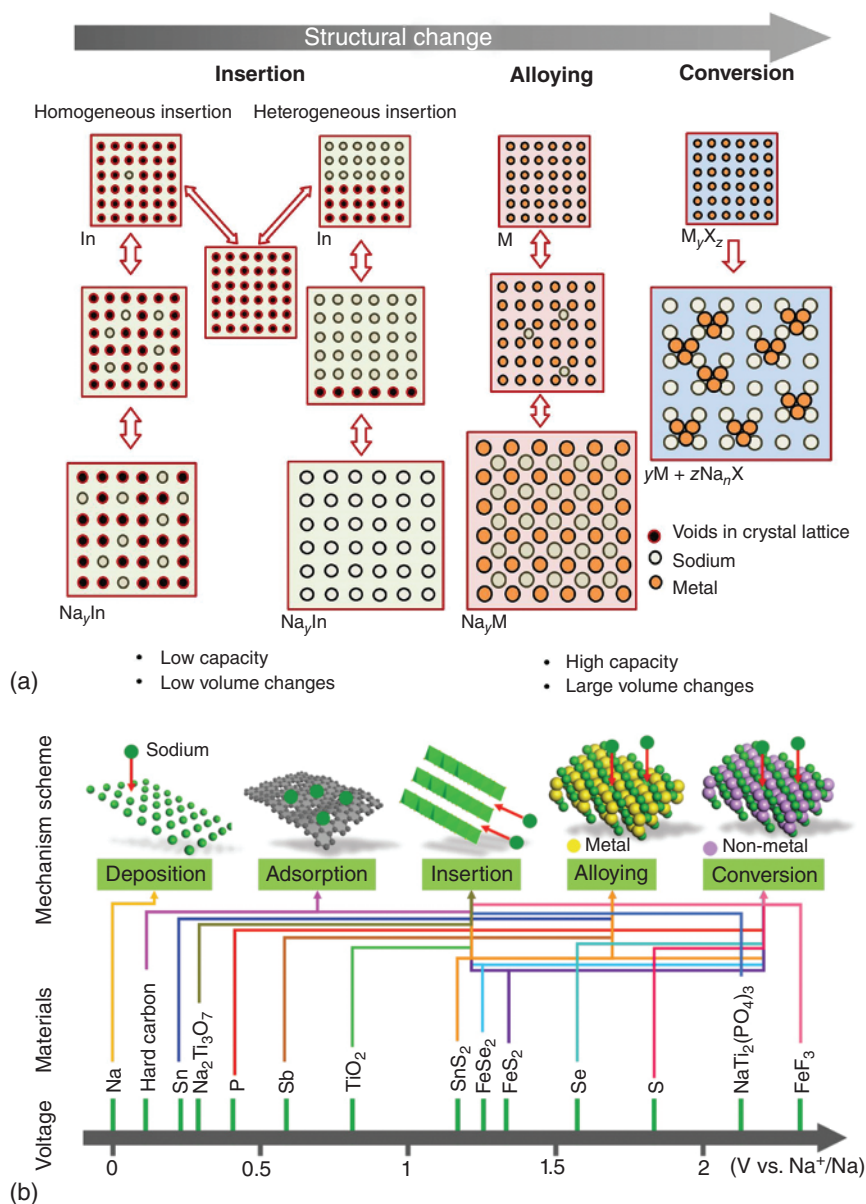 Structural change
Insertion
Alloying
Conversion
Homogeneous insertion
Heterogeneous insertion
In
In
M
MyXz
NayIn
NayIn
NayM
yM + zNanX
Voids in crystal lattice
Sodium
Metal
• Low capacity
• Low volume changes
• High capacity
• Large volume changes
(a)
Mechanism scheme
Sodium
Metal
Non-metal
Deposition
Adsorption
Insertion
Alloying
Conversion
Materials
Na
Hard carbon
Sn
Na2Ti3O7
P
Sb
TiO2
SnS2
FeSe2
FeS2
Se
S
NaTi2(PO4)3
FeF3
Voltage
0
0.5
1
1.5
2
(V vs. Na+/Na)
(b)